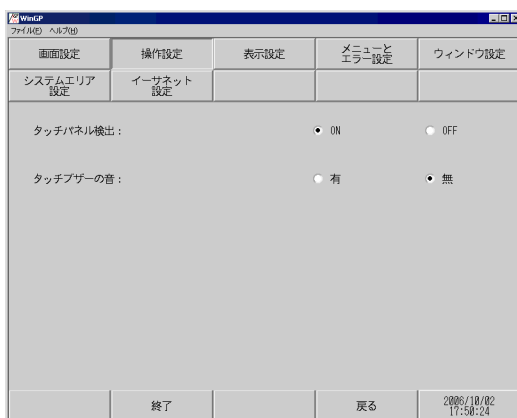 WinGP
ファイル(F) ヘルプ(H)
画面設定 操作設定 表示設定 メニューと エラー設定 ウィンドウ設定
システムエリア 設定 イーサネット 設定
タッチパネル検出： ON OFF
タッチブザーの音： 有 無
終了 戻る 2006/10/02
17:50:24